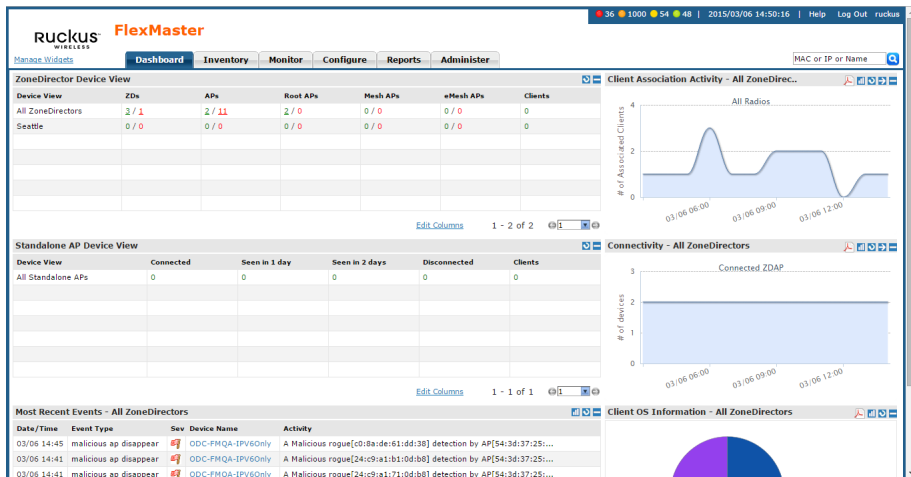 36 1000 54 48 | 2015/03/06 14:50:16 | Help Log Out ruckus
RUCKUS WIRELESS FlexMaster
Manage Widgets Dashboard Inventory Monitor Configure Reports Administer MAC or IP or Name
ZoneDirector Device View
Device View ZDs APs Root APs Mesh APs eMesh APs Clients
All ZoneDirectors 3 / 1 2 / 11 2 / 0 0 / 0 0 / 0 0
Seattle 0 / 0 0 / 0 0 / 0 0 / 0 0 / 0 0
Edit Columns 1 - 2 of 2 1
Client Association Activity - All ZoneDirec..
All Radios
# of Associated Clients
4
2
0
03/06 06:00 03/06 09:00 03/06 12:00
Standalone AP Device View
Device View Connected Seen in 1 day Seen in 2 days Disconnected Clients
All Standalone APs 0 0 0 0 0
Edit Columns 1 - 1 of 1 1
Connectivity - All ZoneDirectors
Connected ZDAP
# of devices
3
2
1
0
03/06 06:00 03/06 09:00 03/06 12:00
Most Recent Events - All ZoneDirectors
Date/Time Event Type Sev Device Name Activity
03/06 14:45 malicious ap disappear ODC-FMQA-IPV6Only A Malicious rogue[c0:8a:de:61:dd:38] detection by AP[54:3d:37:25:...
03/06 14:41 malicious ap disappear ODC-FMQA-IPV6Only A Malicious rogue[24:c9:a1:b1:0d:b8] detection by AP[54:3d:37:25:...
03/06 14:41 malicious ap disappear ODC-FMQA-IPV6Only A Malicious rogue[24:c9:a1:71:0d:b8] detection by AP[54:3d:37:25:...
Client OS Information - All ZoneDirectors